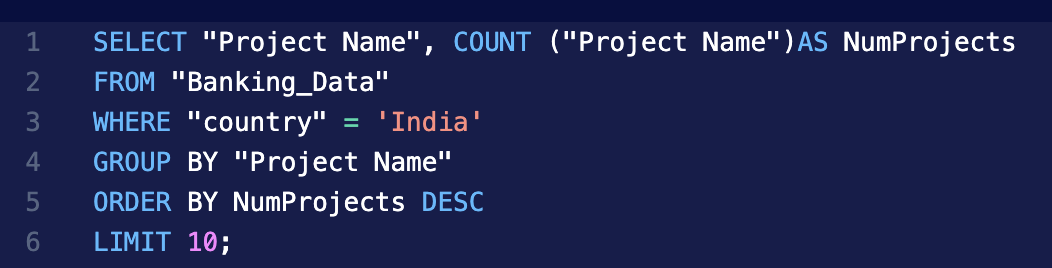 1 SELECT "Project Name", COUNT ("Project Name")AS NumProjects
2 FROM "Banking_Data"
3 WHERE "country" = 'India'
4 GROUP BY "Project Name"
5 ORDER BY NumProjects DESC
6 LIMIT 10;